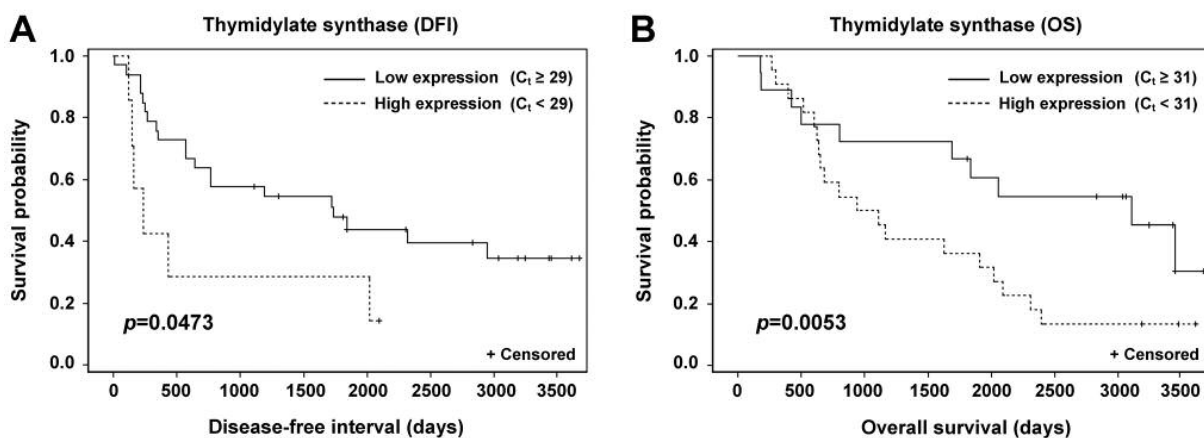 A
Thymidylate synthase (DFI)
Survival probability
1.0
0.8
0.6
0.4
0.2
0.0
Low expression (Ct ≥ 29)
High expression (Ct < 29)
p=0.0473
+ Censored
0 500 1000 1500 2000 2500 3000 3500
Disease-free interval (days)
B
Thymidylate synthase (OS)
Survival probability
1.0
0.8
0.6
0.4
0.2
0.0
Low expression (Ct ≥ 31)
High expression (Ct < 31)
p=0.0053
+ Censored
0 500 1000 1500 2000 2500 3000 3500
Overall survival (days)